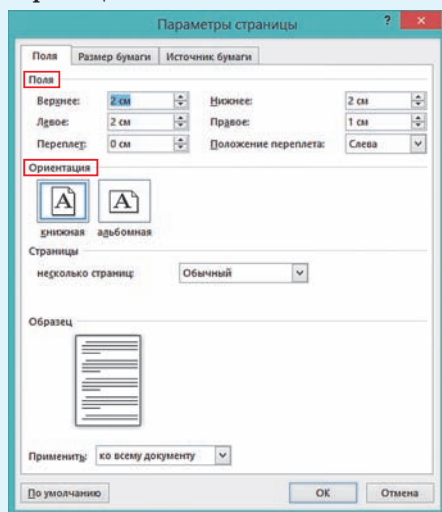 Параметры страницы ? ×
Поля Размер бумаги Источник бумаги
Поля
Верхнее: 2 см Нижнее: 2 см
Левое: 2 см Правое: 1 см
Переплет: 0 см Положение переплета: Слева
Ориентация
A A
книжная альбомная
Страницы
несколько страниц: Обычный
Образец
Применить: ко всему документу
По умолчанию ОК Отмена